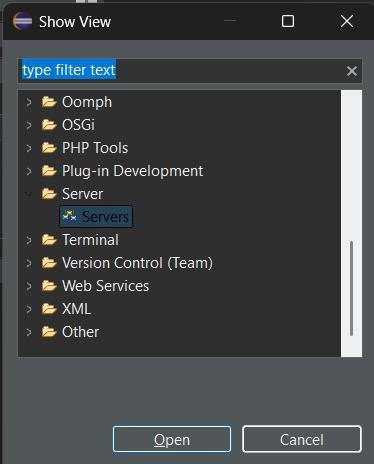 Show View
type filter text
Oomph
OSGi
PHP Tools
Plug-in Development
Server
Servers
Terminal
Version Control (Team)
Web Services
XML
Other
Open
Cancel